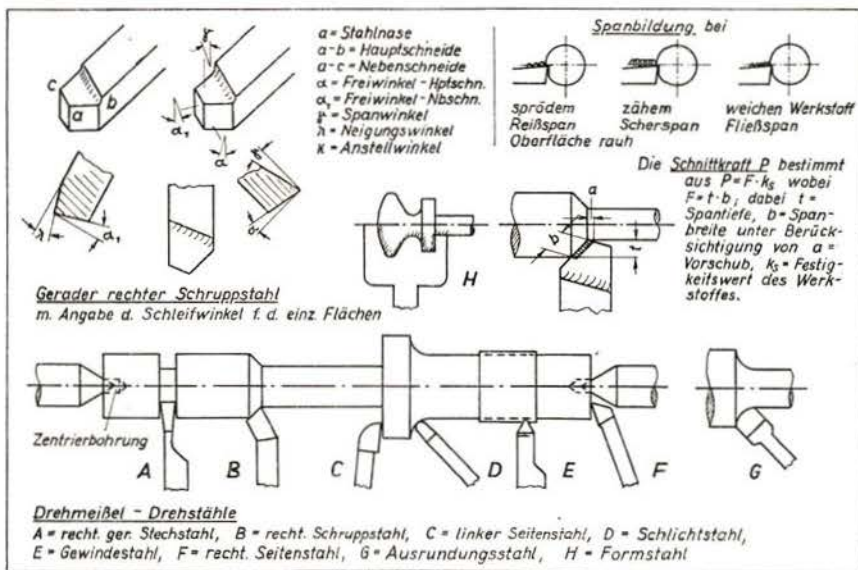 a = Stahlnase
a-b = Hauptschneide
a-c = Nebenschneide
α = Freiwinkel-Hptschn.
α₁ = Freiwinkel-Nbschn.
γ = Spanwinkel
λ = Neigungswinkel
κ = Anstellwinkel
γ
c
b
a
α₁
α
λ
α₁
γ
Spanbildung bei
sprödem
Reißspan
Oberfläche rauh
zähem
Scherspan
weichen Werkstoff
Fließspan
Die Schnittkraft P bestimmt
aus P=F·ks wobei
F=t·b; dabei t =
Spantiefe, b=Span-
breite unter Berück-
sichtigung von a =
Vorschub, ks = Festig-
keitswert des Werk-
stoffes.
a
b
t
H
Gerader rechter Schruppstahl
m. Angabe d. Schleifwinkel f. d. einz. Flächen
Zentrierbohrung
A
B
C
D
E
F
G
Drehmeißel - Drehstähle
A = recht. ger. Stechstahl, B = recht. Schruppstahl, C = linker Seitenstahl, D = Schlichtstahl,
E = Gewindestahl, F = recht. Seitenstahl, G = Ausrundungsstahl, H = Formstahl